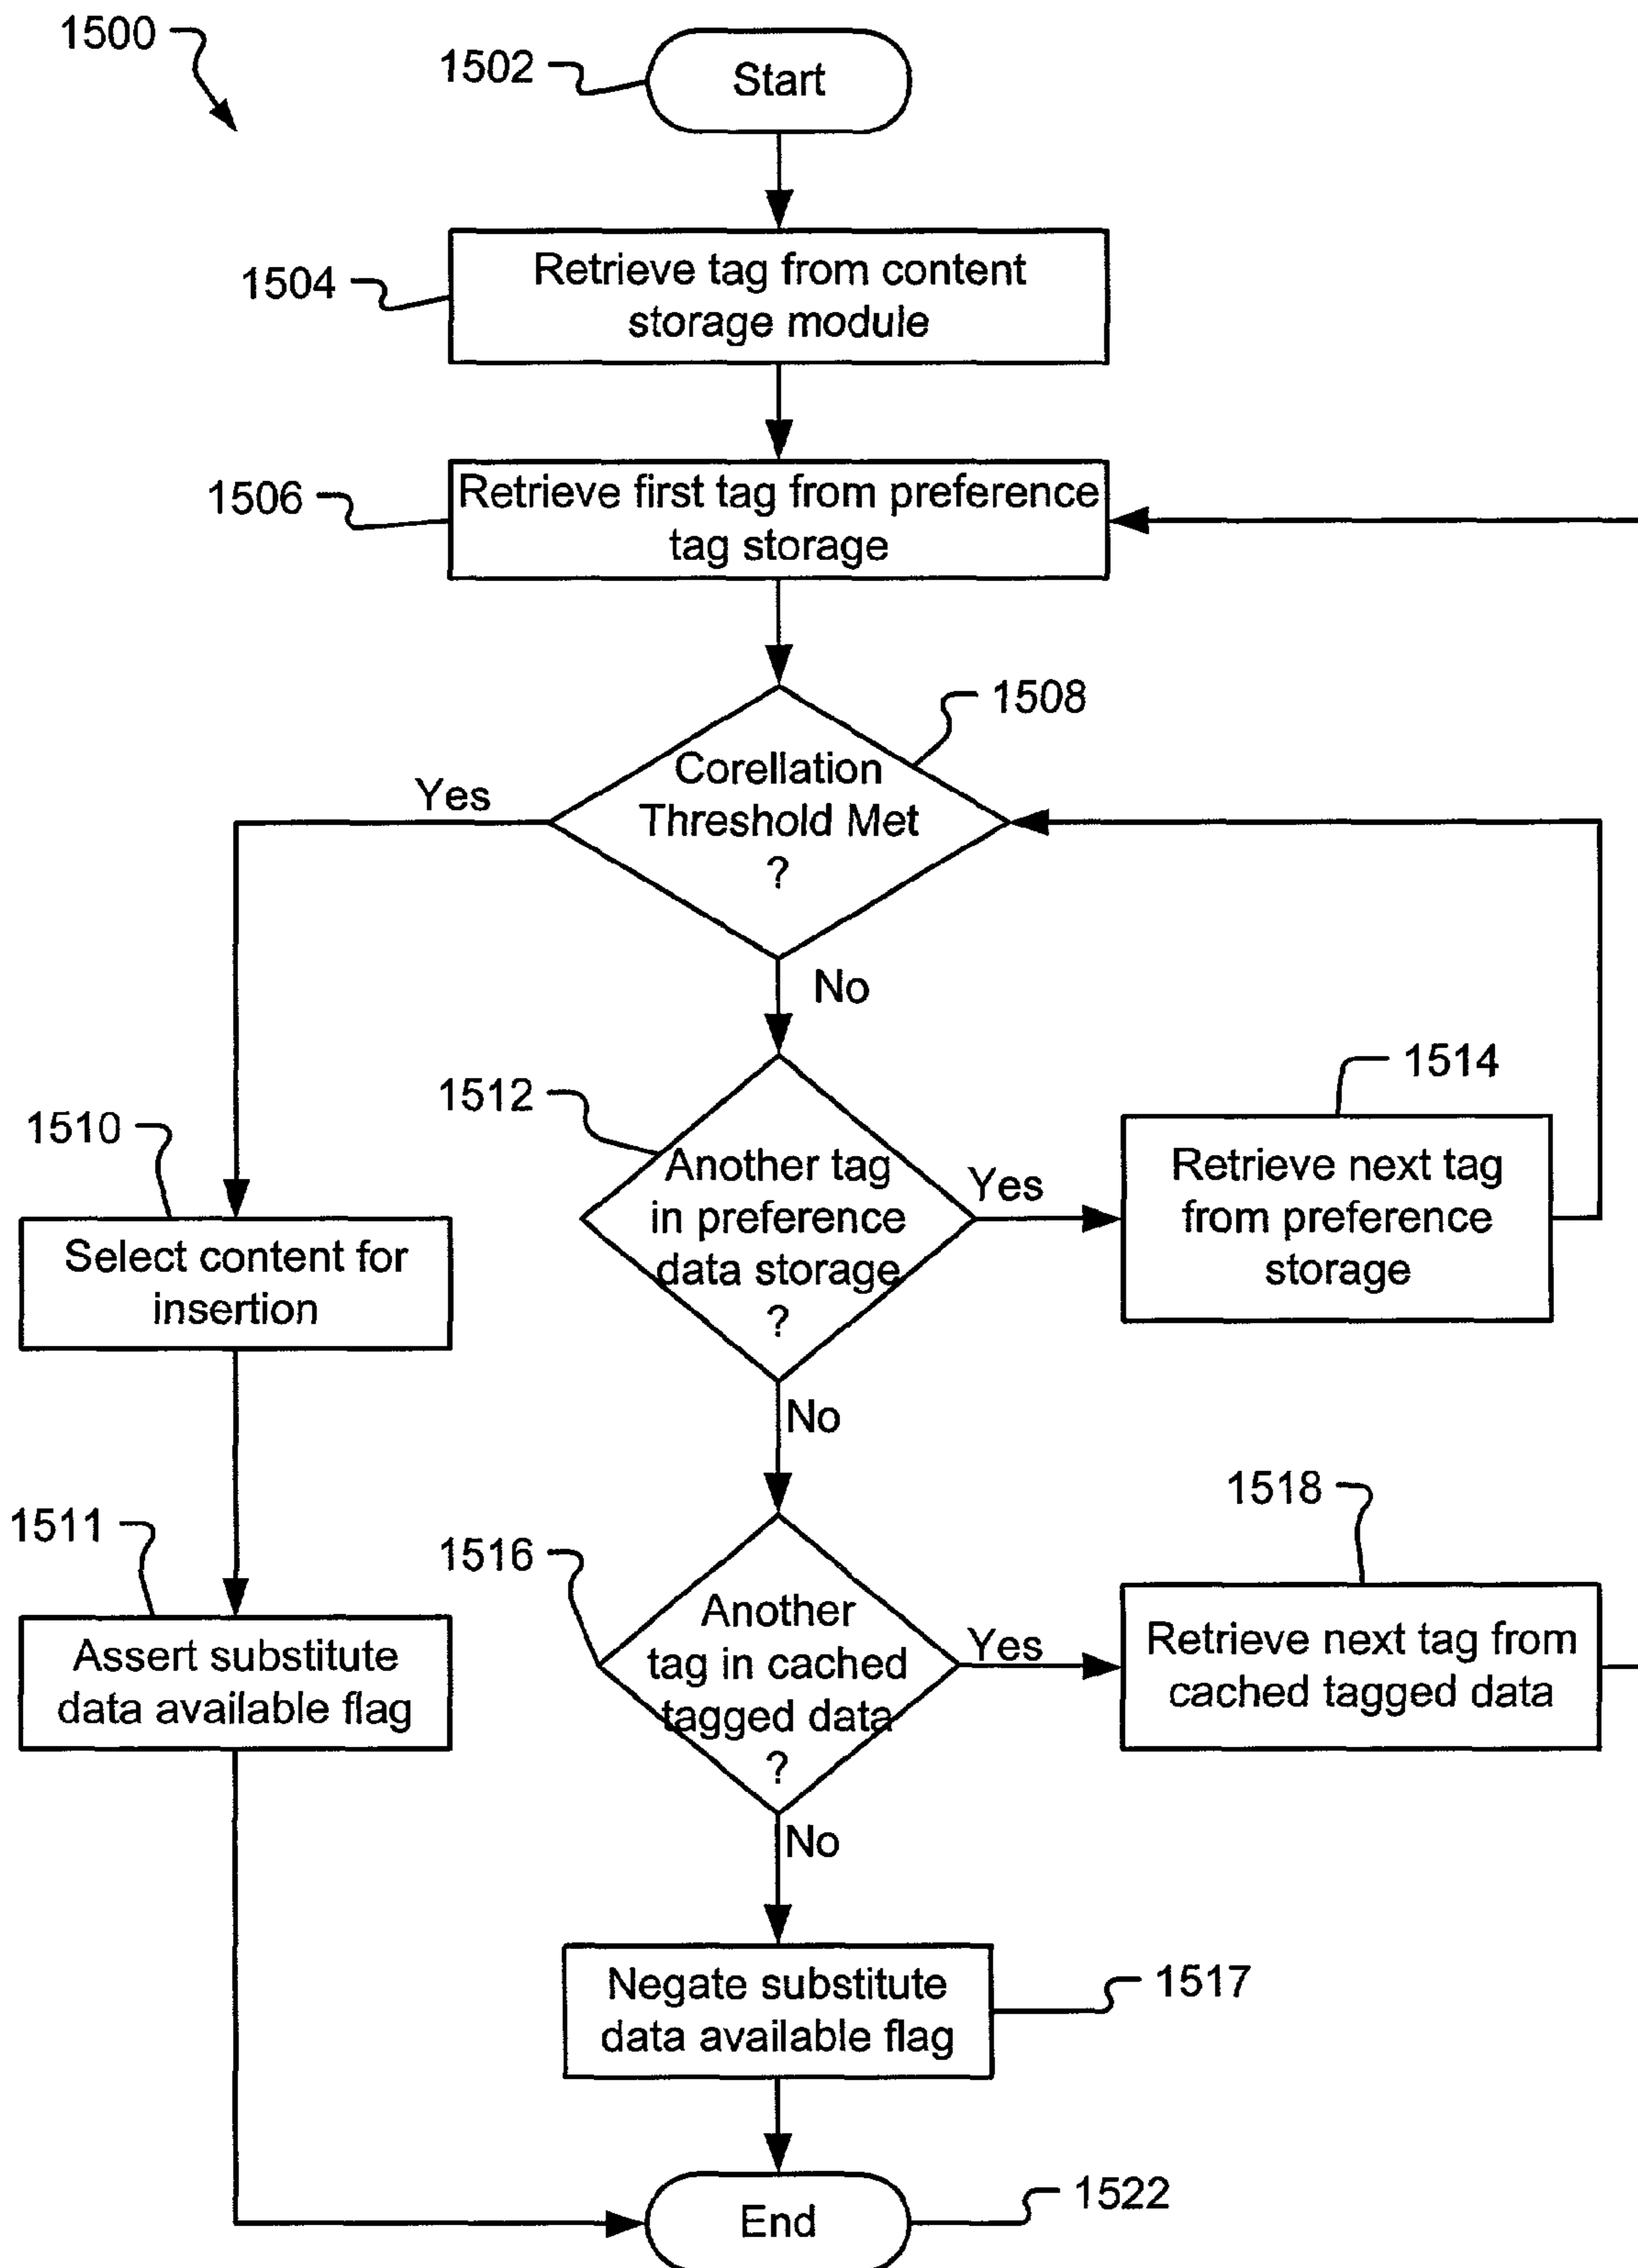 1500
1502
Start
1504
Retrieve tag from content
storage module
1506
Retrieve first tag from preference
tag storage
1508
Corellation
Threshold Met
?
Yes
No
1510
Select content for
insertion
1512
Another tag
in preference
data storage
?
Yes
1514
Retrieve next tag
from preference
storage
No
1511
Assert substitute
data available flag
1516
Another
tag in cached
tagged data
?
Yes
1518
Retrieve next tag from
cached tagged data
No
Negate substitute
data available flag
1517
End
1522